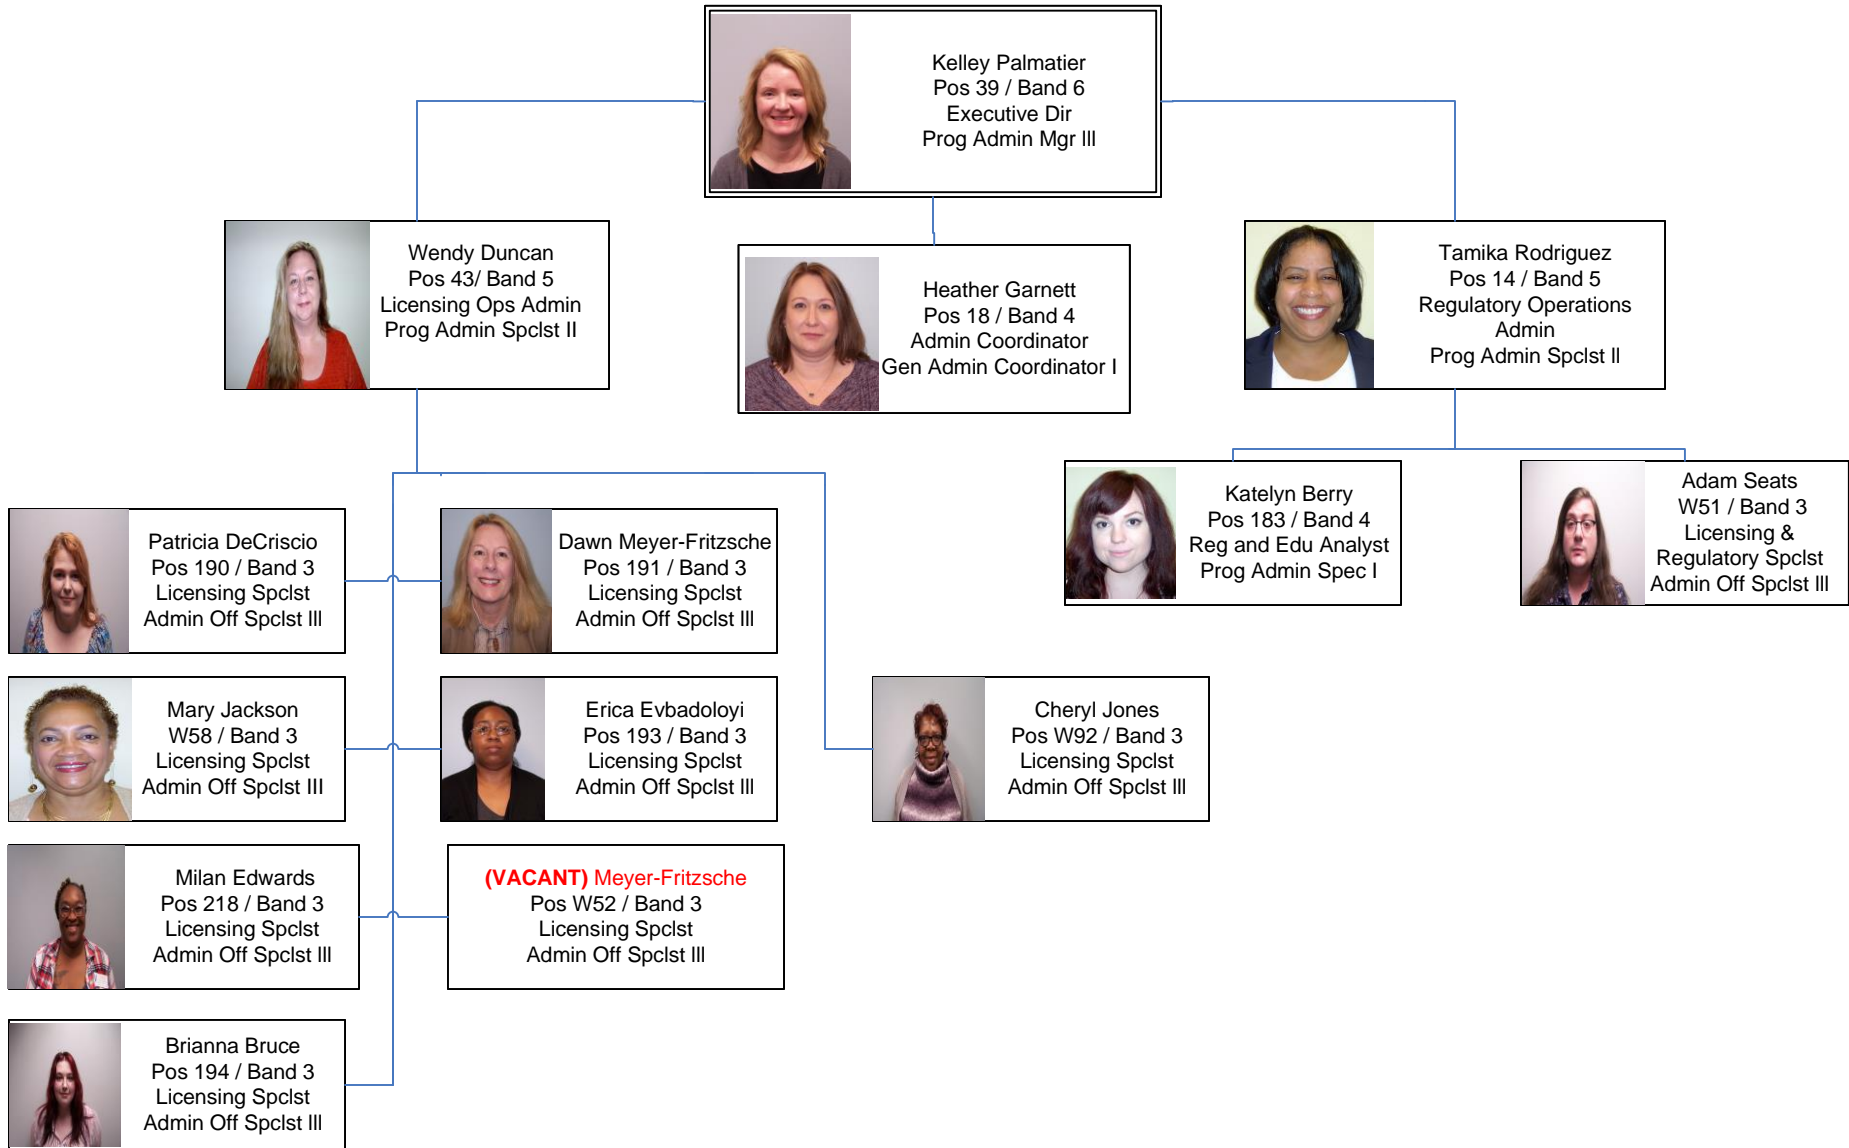 Kelley Palmatier
Pos 39 / Band 6
Executive Dir
Prog Admin Mgr III
Wendy Duncan
Pos 43/ Band 5
Licensing Ops Admin
Prog Admin Spclst II
Heather Garnett
Pos 18 / Band 4
Admin Coordinator
Gen Admin Coordinator I
Tamika Rodriguez
Pos 14 / Band 5
Regulatory Operations
Admin
Prog Admin Spclst II
Katelyn Berry
Pos 183 / Band 4
Reg and Edu Analyst
Prog Admin Spec I
Adam Seats
W51 / Band 3
Licensing &
Regulatory Spclst
Admin Off Spclst III
Patricia DeCriscio
Pos 190 / Band 3
Licensing Spclst
Admin Off Spclst III
Dawn Meyer-Fritzsche
Pos 191 / Band 3
Licensing Spclst
Admin Off Spclst III
Mary Jackson
W58 / Band 3
Licensing Spclst
Admin Off Spclst III
Erica Evbadoloyi
Pos 193 / Band 3
Licensing Spclst
Admin Off Spclst III
Cheryl Jones
Pos W92 / Band 3
Licensing Spclst
Admin Off Spclst III
Milan Edwards
Pos 218 / Band 3
Licensing Spclst
Admin Off Spclst III
(VACANT) Meyer-Fritzsche
Pos W52 / Band 3
Licensing Spclst
Admin Off Spclst III
Brianna Bruce
Pos 194 / Band 3
Licensing Spclst
Admin Off Spclst III